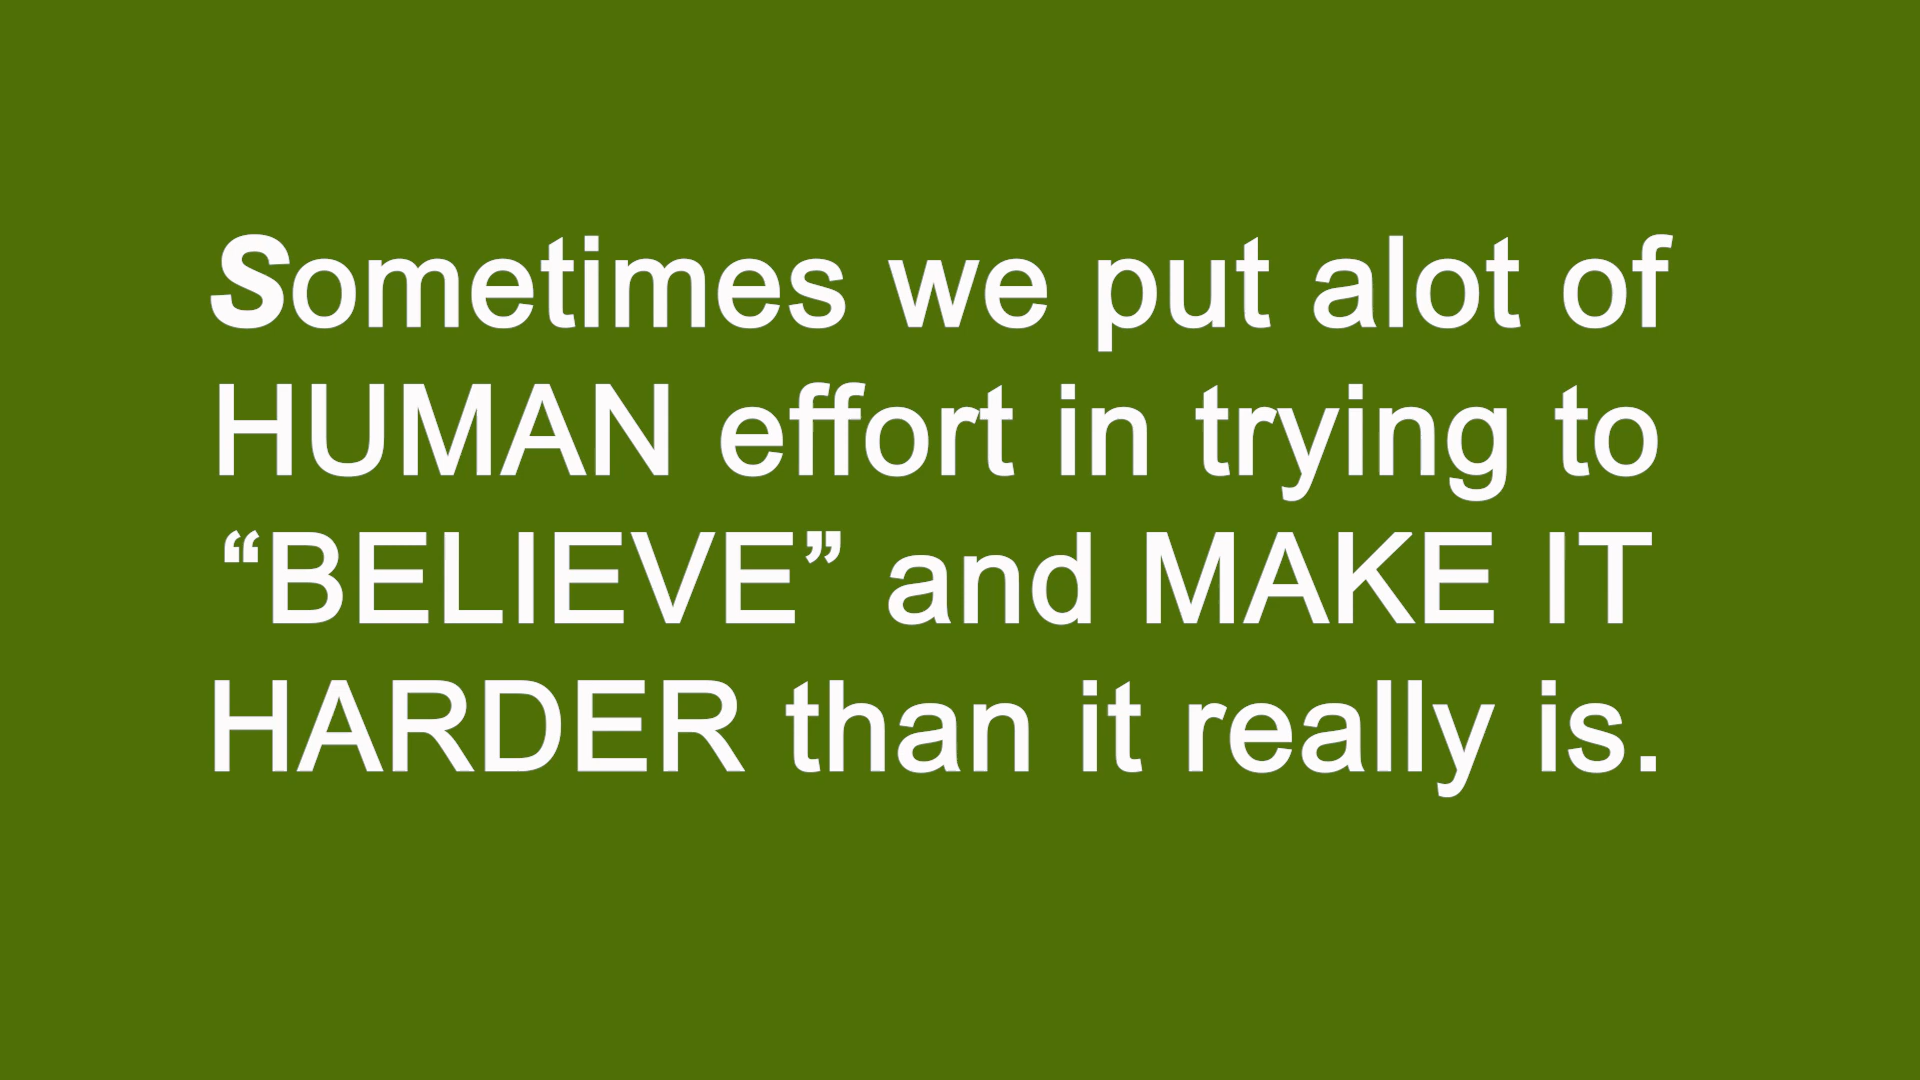 Sometimes we put alot of
HUMAN effort in trying to
“BELIEVE” and MAKE IT
HARDER than it really is.